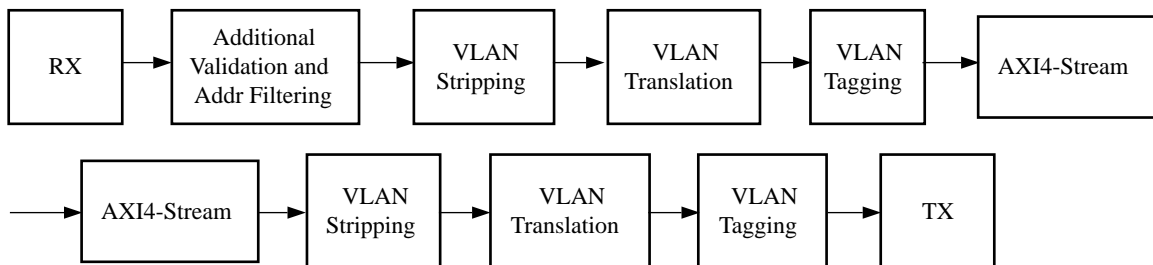 RX
Additional
Validation and
Addr Filtering
VLAN
Stripping
VLAN
Translation
VLAN
Tagging
AXI4-Stream
AXI4-Stream
VLAN
Stripping
VLAN
Translation
VLAN
Tagging
TX